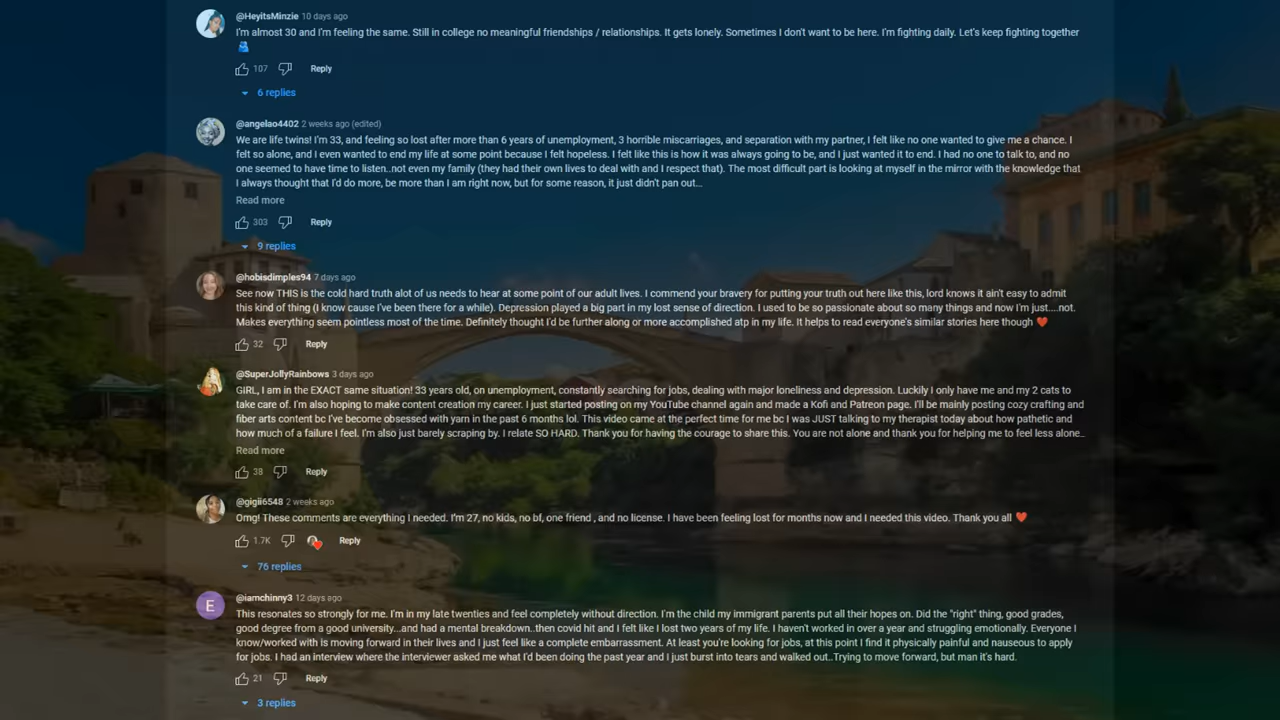 @HeyitsMinzie 10 days ago
I'm almost 30 and I'm feeling the same. Still in college no meaningful friendships / relationships. It gets lonely. Sometimes I don't want to be here. I'm fighting daily. Let's keep fighting together
107 Reply
6 replies
@angelao4402 2 weeks ago (edited)
We are life twins! I'm 33, and feeling so lost after more than 6 years of unemployment, 3 horrible miscarriages, and separation with my partner, I felt like no one wanted to give me a chance. I
felt so alone, and I even wanted to end my life at some point because I felt hopeless. I felt like this is how it was always going to be, and I just wanted it to end. I had no one to talk to, and no
one seemed to have time to listen..not even my family (they had their own lives to deal with and I respect that). The most difficult part is looking at myself in the mirror with the knowledge that
I always thought that I'd do more, be more than I am right now, but for some reason, it just didn't pan out...
Read more
303 Reply
9 replies
@hobisdimples94 7 days ago
See now THIS is the cold hard truth alot of us needs to hear at some point of our adult lives. I commend your bravery for putting your truth out here like this, lord knows it ain't easy to admit
this kind of thing (I know cause I've been there for a while). Depression played a big part in my lost sense of direction. I used to be so passionate about so many things and now I'm just....not.
Makes everything seem pointless most of the time. Definitely thought I'd be further along or more accomplished atp in my life. It helps to read everyone's similar stories here though ❤️
32 Reply
@SuperJollyRainbows 3 days ago
GIRL, I am in the EXACT same situation! 33 years old, on unemployment, constantly searching for jobs, dealing with major loneliness and depression. Luckily I only have me and my 2 cats to
take care of. I'm also hoping to make content creation my career. I just started posting on my YouTube channel again and made a Kofi and Patreon page. I'll be mainly posting cozy crafting and
fiber arts content bc I've become obsessed with yarn in the past 6 months lol. This video came at the perfect time for me bc I was JUST talking to my therapist today about how pathetic and
how much of a failure I feel. I'm also just barely scraping by. I relate SO HARD. Thank you for having the courage to share this. You are not alone and thank you for helping me to feel less alone...
Read more
38 Reply
@gigii6548 2 weeks ago
Omg! These comments are everything I needed. I'm 27, no kids, no bf, one friend , and no license. I have been feeling lost for months now and I needed this video. Thank you all ❤️
1.7K Reply
76 replies
E
@iamchinny3 12 days ago
This resonates so strongly for me. I'm in my late twenties and feel completely without direction. I'm the child my immigrant parents put all their hopes on. Did the "right" thing, good grades,
good degree from a good university...and had a mental breakdown..then covid hit and I felt like I lost two years of my life. I haven't worked in over a year and struggling emotionally. Everyone I
know/worked with is moving forward in their lives and I just feel like a complete embarrassment. At least you're looking for jobs, at this point I find it physically painful and nauseous to apply
for jobs. I had an interview where the interviewer asked me what I'd been doing the past year and I just burst into tears and walked out..Trying to move forward, but man it's hard.
21 Reply
3 replies